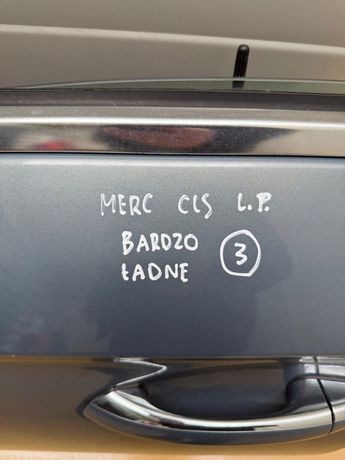 MERC CLS L.P.
BARDZO 3
ŁADNE